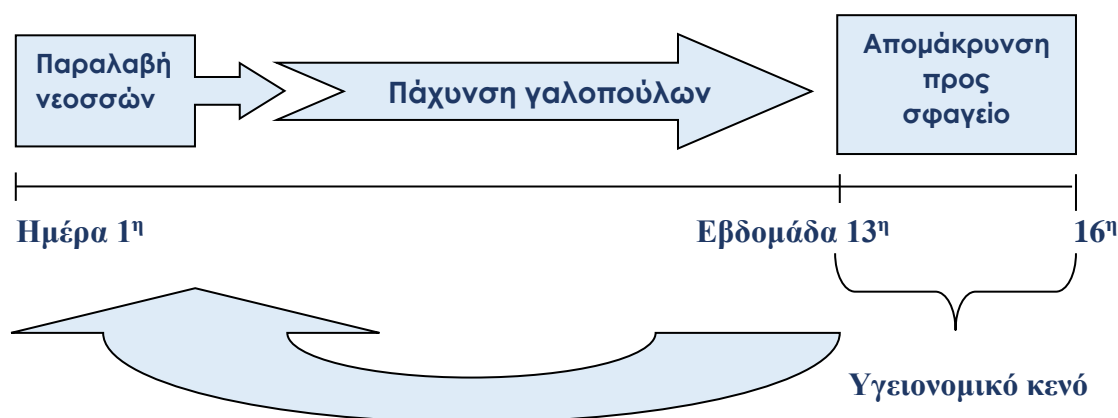 Παραλαβή
νεοσσών
Πάχυνση γαλοπούλων
Απομάκρυνση
προς
σφαγείο
Ημέρα 1η
Εβδομάδα 13η
16η
Υγειονομικό κενό